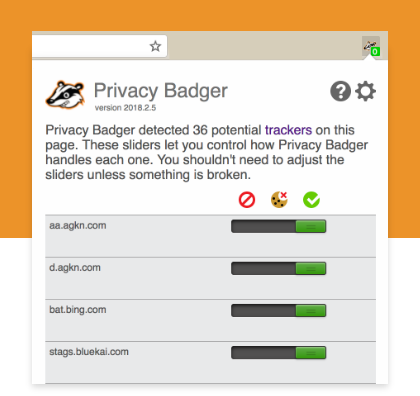 0
Privacy Badger
version 2018.2.5
?
Privacy Badger detected 36 potential trackers on this
page. These sliders let you control how Privacy Badger
handles each one. You shouldn't need to adjust the
sliders unless something is broken.
aa.agkn.com
d.agkn.com
bat.bing.com
stags.bluekai.com